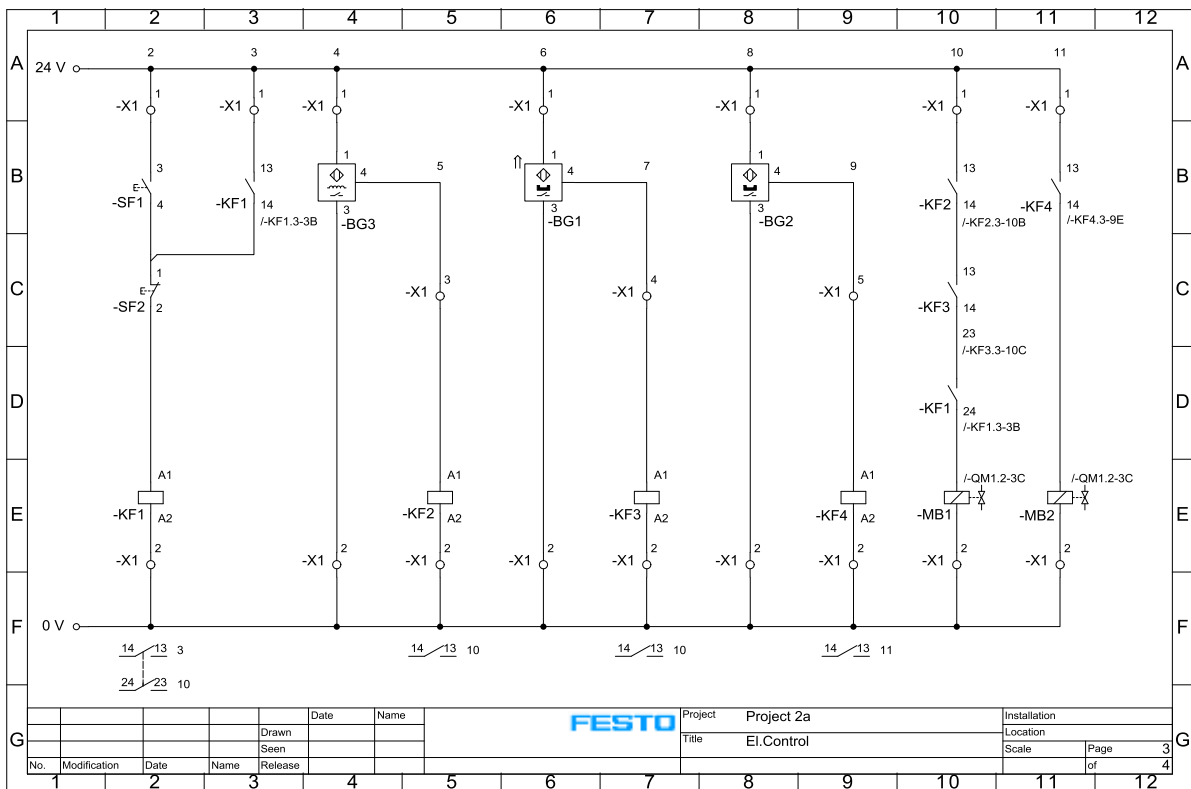 1 2 3 4 5 6 7 8 9 10 11 12
2 3 4 6 8 10 11
A 24 V A
1 1 1 1 1 1 1
-X1 -X1 -X1 -X1 -X1 -X1 -X1
3 13 1 5 1 7 1 9 13 13
B 4 4 4 B
-SF1 4 -KF1 14 3 3 3 -KF2 14 -KF4 14
/-KF1.3-3B -BG3 -BG1 -BG2 /-KF2.3-10B /-KF4.3-9E
1 13
C 3 4 5 C
E -X1 -X1 -X1
E
-SF2 2 -KF3 14
23
/-KF3.3-10C
D D
-KF1 24
/-KF1.3-3B
A1 A1 A1 A1 /-QM1.2-3C /-QM1.2-3C
E E
-KF1 A2 -KF2 A2 -KF3 A2 -KF4 A2 -MB1 -MB2
2 2 2 2 2 2 2 2 2
-X1 -X1 -X1 -X1 -X1 -X1 -X1 -X1 -X1
F 0 V F
14 13 3 14 13 10 14 13 10 14 13 11
24 23 10
G G
Date Name
Drawn
Seen
No. Modification Date Name Release
FESTO
Project Project 2a
Title El.Control
Installation
Location
Scale Page 3
of 4
1 2 3 4 5 6 7 8 9 10 11 12